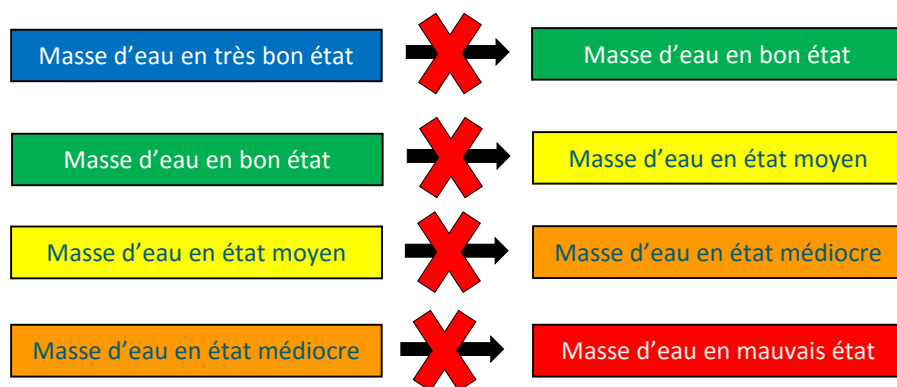 Masse d’eau en très bon état
Masse d’eau en bon état
Masse d’eau en bon état
Masse d’eau en état moyen
Masse d’eau en état moyen
Masse d’eau en état médiocre
Masse d’eau en état médiocre
Masse d’eau en mauvais état